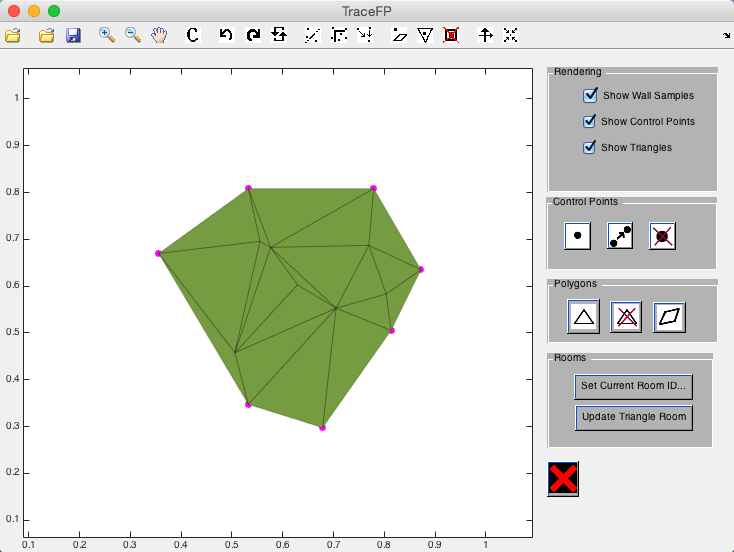 TraceFP
C
1
0.9
0.8
0.7
0.6
0.5
0.4
0.3
0.2
0.1
0.1
0.2
0.3
0.4
0.5
0.6
0.7
0.8
0.9
1
Rendering
Show Wall Samples
Show Control Points
Show Triangles
Control Points
Polygons
Rooms
Set Current Room ID...
Update Triangle Room